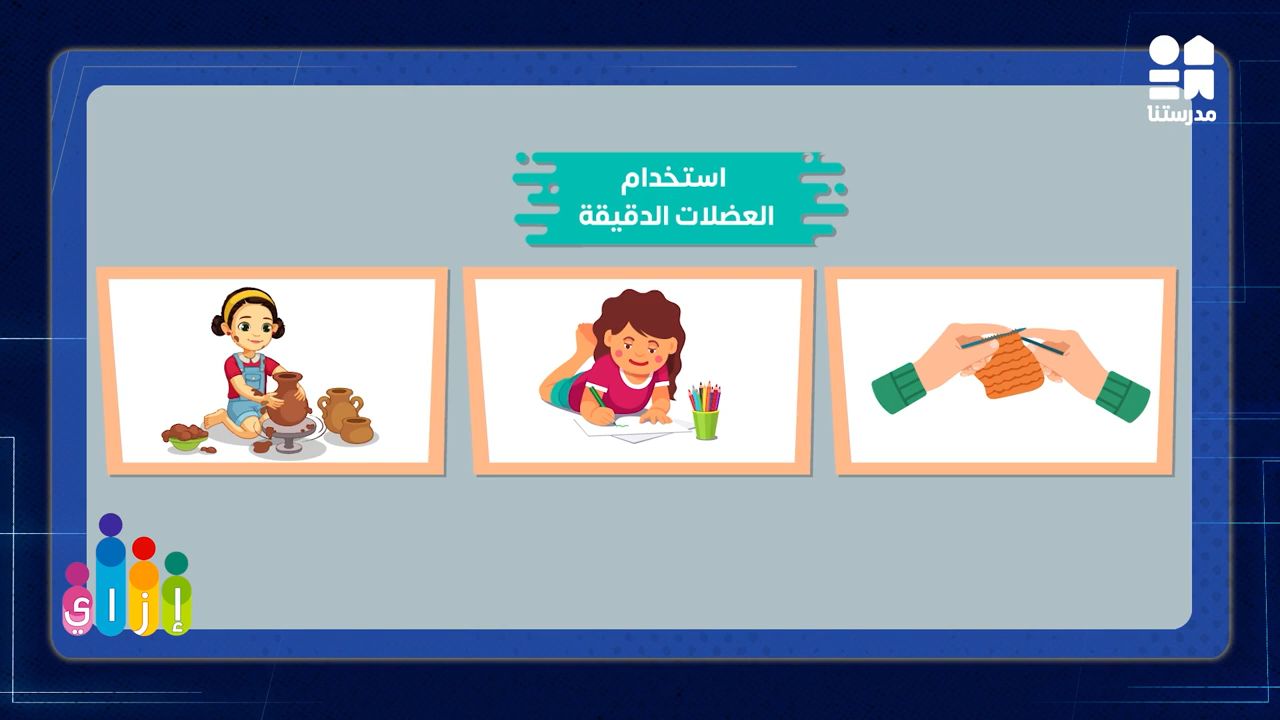 مدرستنا
استخدام
العضلات الدقيقة
إزاي